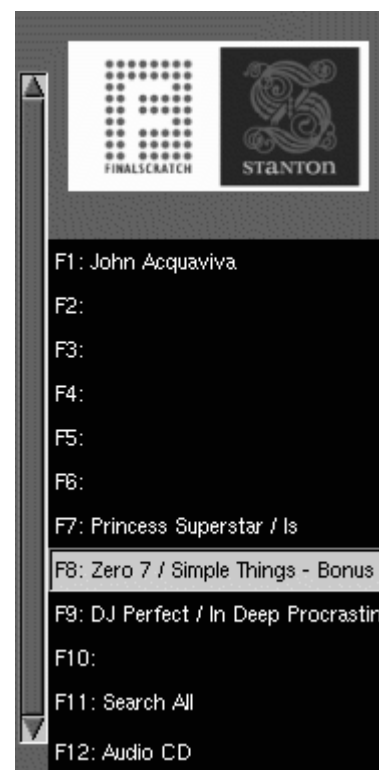 FINALSCRATCH
STANTON
F1: John Acquaviva
F2:
F3:
F4:
F5:
F6:
F7: Princess Superstar / Is
F8: Zero 7 / Simple Things - Bonus
F9: DJ Perfect / In Deep Procrastin
F10:
F11: Search All
F12: Audio CD